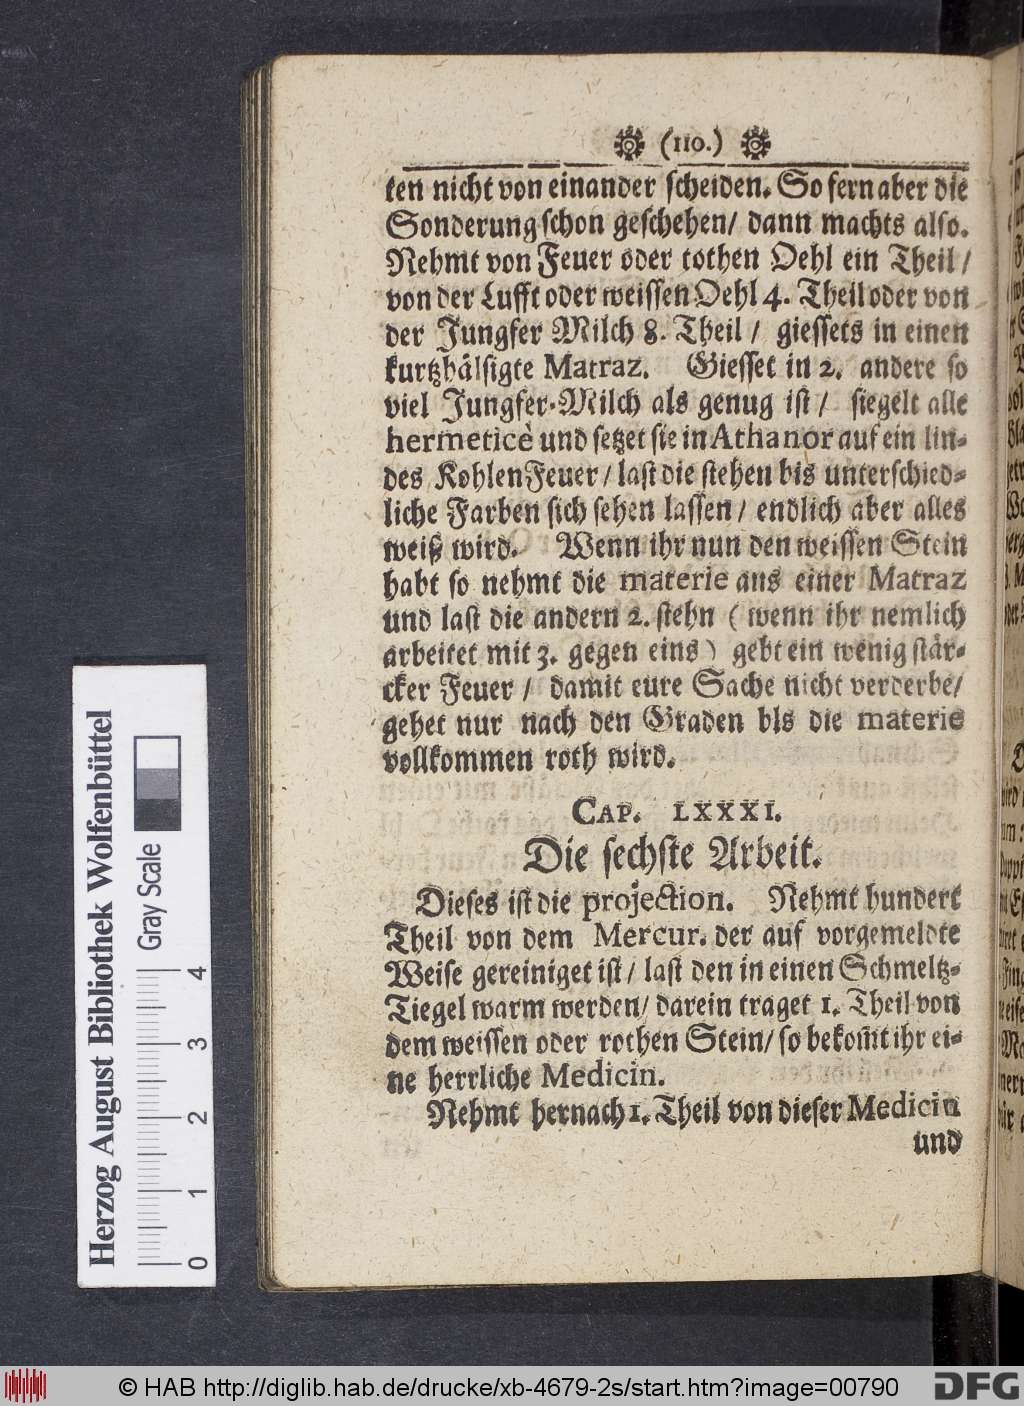 (110.)
ten nicht von einander scheiden. So fern aber die
Sonderung schon geschehen/ dann machts also.
Nehmt von Feuer oder rothen Oehl ein Theil/
von der Lufft oder weissen Oehl 4. Theil oder von
der Jungfer Milch 8. Theil/ giessets in einen
kurtzhälsigte Matraz. Giesset in 2. andere so
viel Jungfer-Milch als genug ist/ siegelt alle
hermeticè und setzet sie in Athanor auf ein lin-
des Kohlen Feuer/ last die stehen bis unterschied-
liche Farben sich sehen lassen/ endlich aber alles
weiß wird. Wenn ihr nun den weissen Stein
habt so nehmt die materie aus einer Matraz
und last die andern 2. stehn (wenn ihr nemlich
arbeitet mit 3. gegen eins) gebt ein wenig stär-
cker Feuer/ damit eure Sache nicht verderbe/
gehet nur nach den Graden bis die materie
vollkommen roth wird.
CAP. LXXXI.
Die sechste Arbeit.
Dieses ist die projection. Nehmt hundert
Theil von dem Mercur. der auf vorgemeldte
Weise gereiniget ist/ last den in einen Schmeltz-
Tiegel warm werden/ darein traget 1. Theil von
dem weissen oder rothen Stein/ so bekom̃t ihr ei-
ne herrliche Medicin.
Nehmt hernach 1. Theil von dieser Medicin
und
Herzog August Bibliothek Wolfenbüttel
Gray Scale
0 1 2 3 4
© HAB http://diglib.hab.de/drucke/xb-4679-2s/start.htm?image=00790
DFG